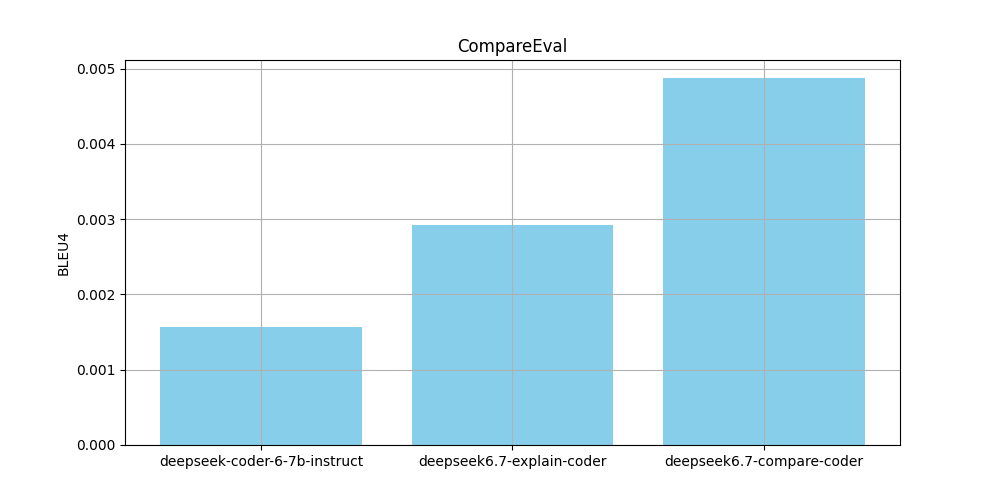 CompareEval
BLEU4
0.005
0.004
0.003
0.002
0.001
0.000
deepseek-coder-6-7b-instruct
deepseek6.7-explain-coder
deepseek6.7-compare-coder